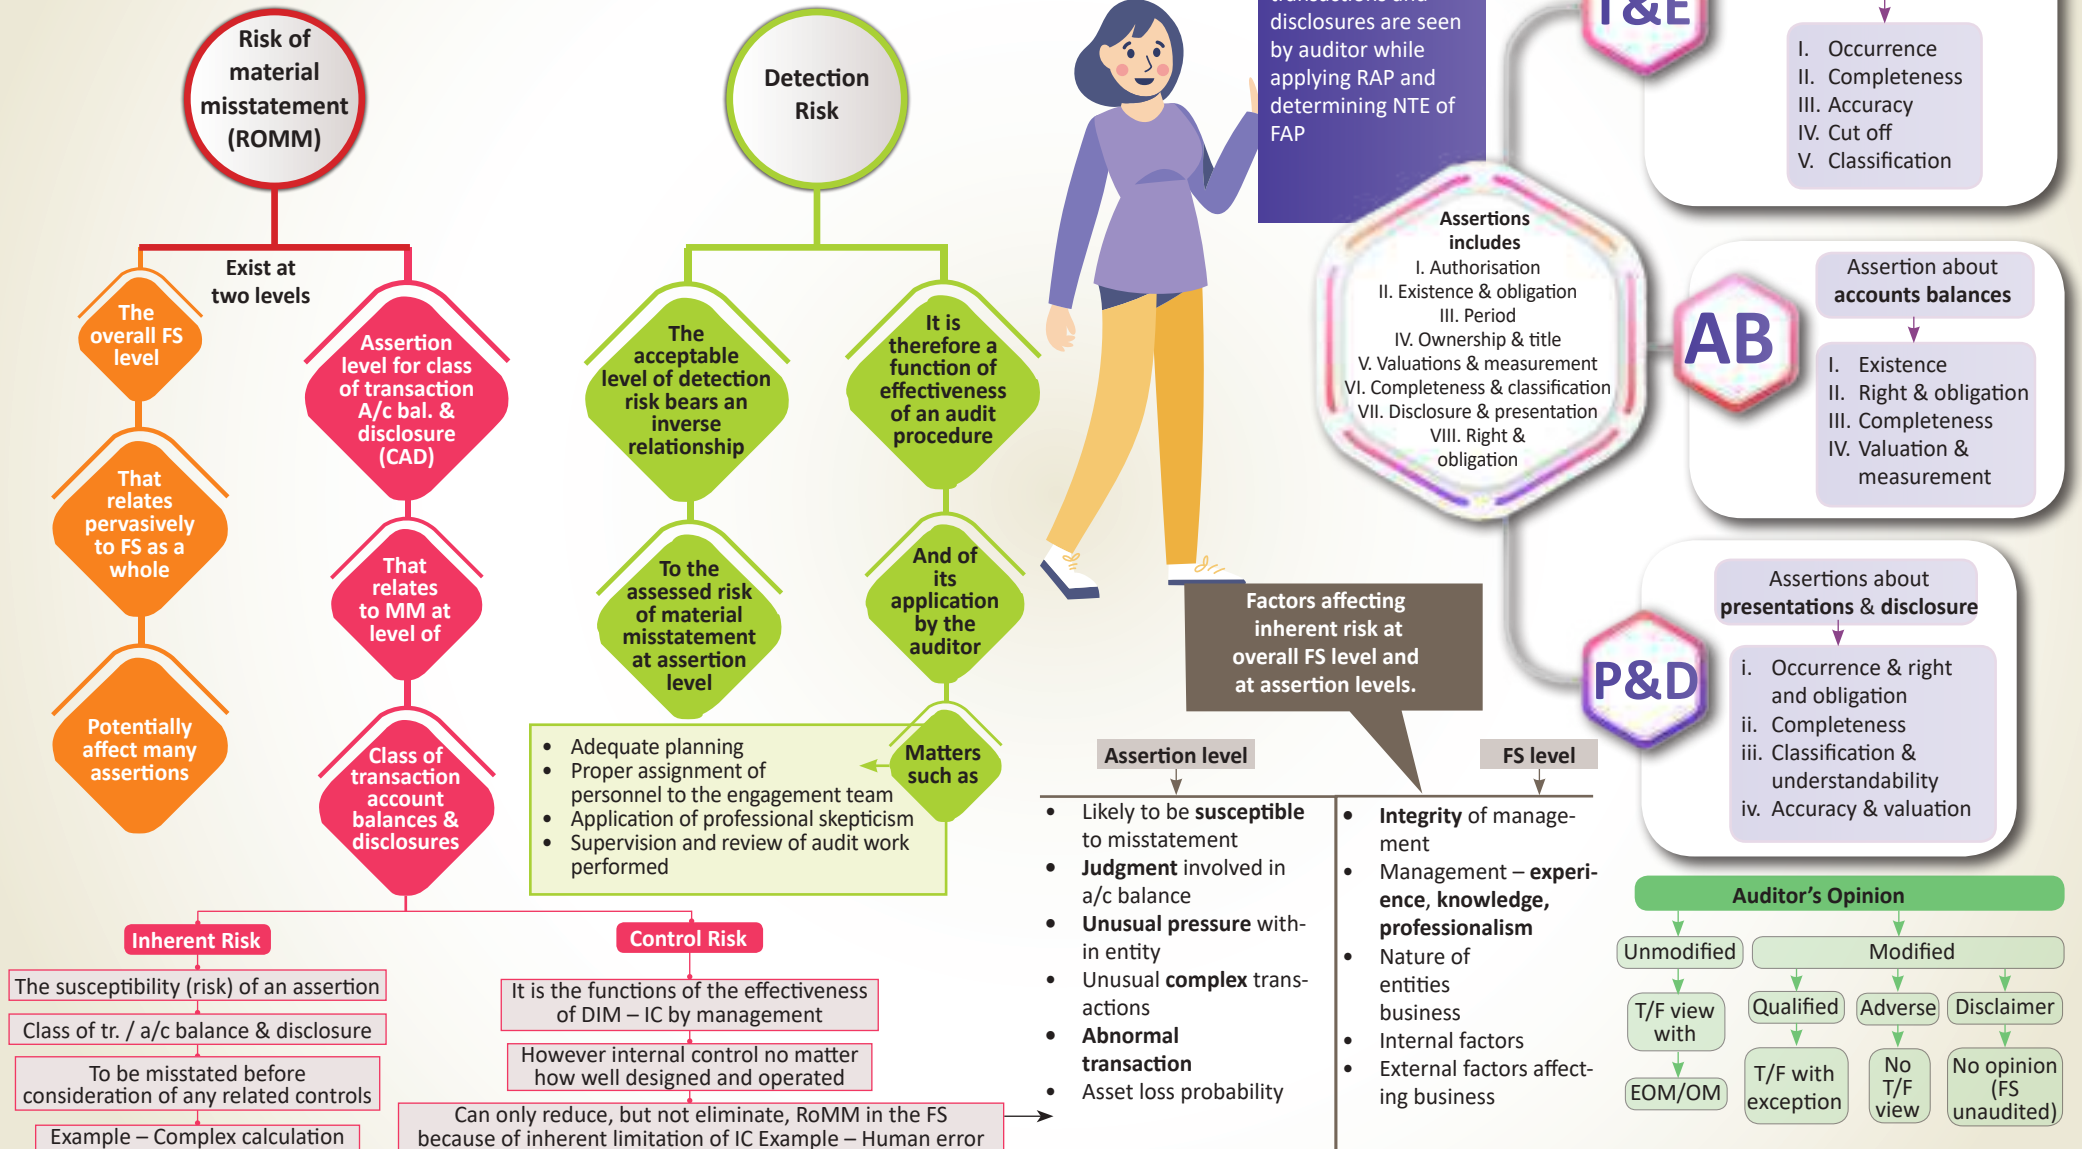 Risk of
material
misstatement
(ROMM)
Exist at
two levels
The
overall FS
level
That
relates
pervasively
to FS as a
whole
Potentially
affect many
assertions
Assertion
level for class
of transaction
A/c bal. &
disclosure
(CAD)
That
relates
to MM at
level of
Class of
transaction
account
balances &
disclosures
Inherent Risk
The susceptibility (risk) of an assertion
Class of tr. / a/c balance & disclosure
To be misstated before
consideration of any related controls
Example – Complex calculation
Control Risk
It is the functions of the effectiveness
of DIM – IC by management
However internal control no matter
how well designed and operated
Can only reduce, but not eliminate, RoMM in the FS
because of inherent limitation of IC Example – Human error
Detection
Risk
The
acceptable
level of detection
risk bears an
inverse
relationship
To the
assessed risk
of material
misstatement
at assertion
level
It is
therefore a
function of
effectiveness
of an audit
procedure
And of
its
application
by the
auditor
Matters
such as
• Adequate planning
• Proper assignment of
personnel to the engagement team
• Application of professional skepticism
• Supervision and review of audit work
performed
transactions and
disclosures are seen
by auditor while
applying RAP and
determining NTE of
FAP
Factors affecting
inherent risk at
overall FS level and
at assertion levels.
Assertion level
• Likely to be susceptible
to misstatement
• Judgment involved in
a/c balance
• Unusual pressure with-
in entity
• Unusual complex trans-
actions
• Abnormal
transaction
• Asset loss probability
FS level
• Integrity of manage-
ment
• Management – experi-
ence, knowledge,
professionalism
• Nature of
entities
business
• Internal factors
• External factors affect-
ing business
Assertions
includes
I. Authorisation
II. Existence & obligation
III. Period
IV. Ownership & title
V. Valuations & measurement
VI. Completeness & classification
VII. Disclosure & presentation
VIII. Right &
obligation
T&E
I. Occurrence
II. Completeness
III. Accuracy
IV. Cut off
V. Classification
AB
Assertion about
accounts balances
I. Existence
II. Right & obligation
III. Completeness
IV. Valuation &
measurement
P&D
Assertions about
presentations & disclosure
i. Occurrence & right
and obligation
ii. Completeness
iii. Classification &
understandability
iv. Accuracy & valuation
Auditor's Opinion
Unmodified
T/F view
with
EOM/OM
Modified
Qualified
T/F with
exception
Adverse
No
T/F
view
Disclaimer
No opinion
(FS
unaudited)